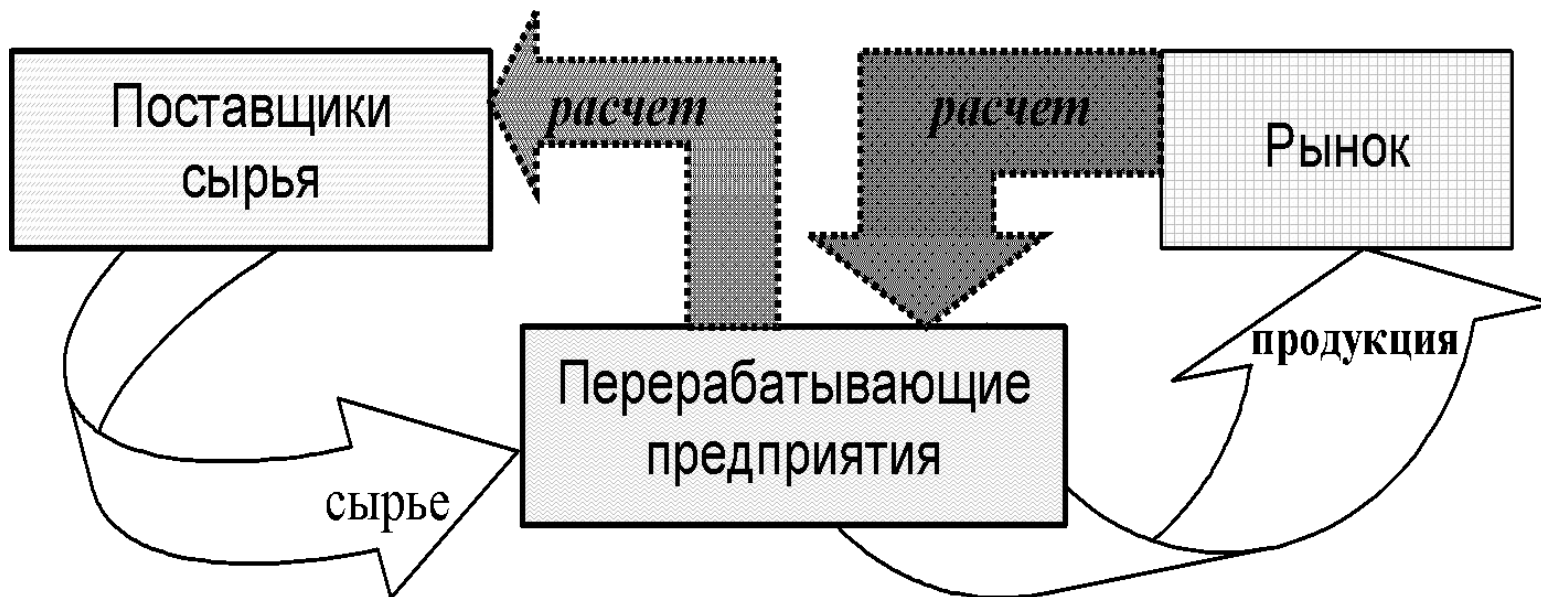 Поставщики
сырья
расчет
расчет
Рынок
Перерабатывающие
предприятия
сырье
продукция